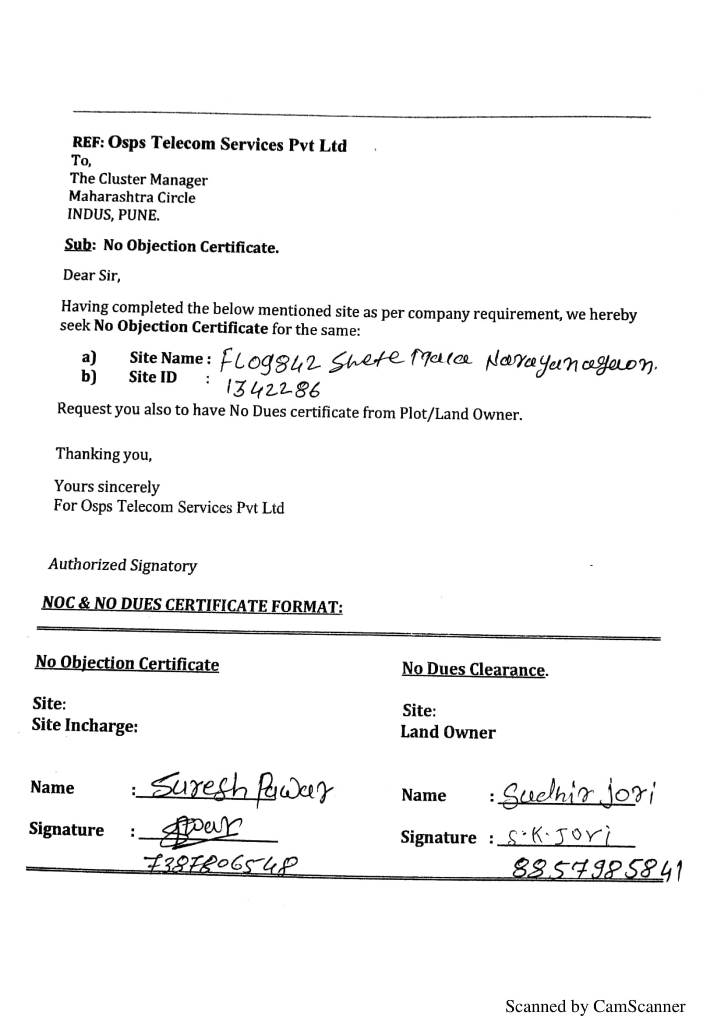 REF: Osps Telecom Services Pvt Ltd
To,
The Cluster Manager
Maharashtra Circle
INDUS, PUNE.
Sub: No Objection Certificate.
Dear Sir,
Having completed the below mentioned site as per company requirement, we hereby
seek No Objection Certificate for the same:
a) Site Name : FL09842 Shete Mala Narayanagaon.
b) Site ID : 1342286
Request you also to have No Dues certificate from Plot/Land Owner.
Thanking you,
Yours sincerely
For Osps Telecom Services Pvt Ltd
Authorized Signatory
NOC & NO DUES CERTIFICATE FORMAT:
No Objection Certificate
Site:
Site Incharge:
Name : Suresh Pawar
Signature :
No Dues Clearance.
Site:
Land Owner
Name : Sudhir Jori
Signature : S.K. Jori
8857985841
Scanned by CamScanner